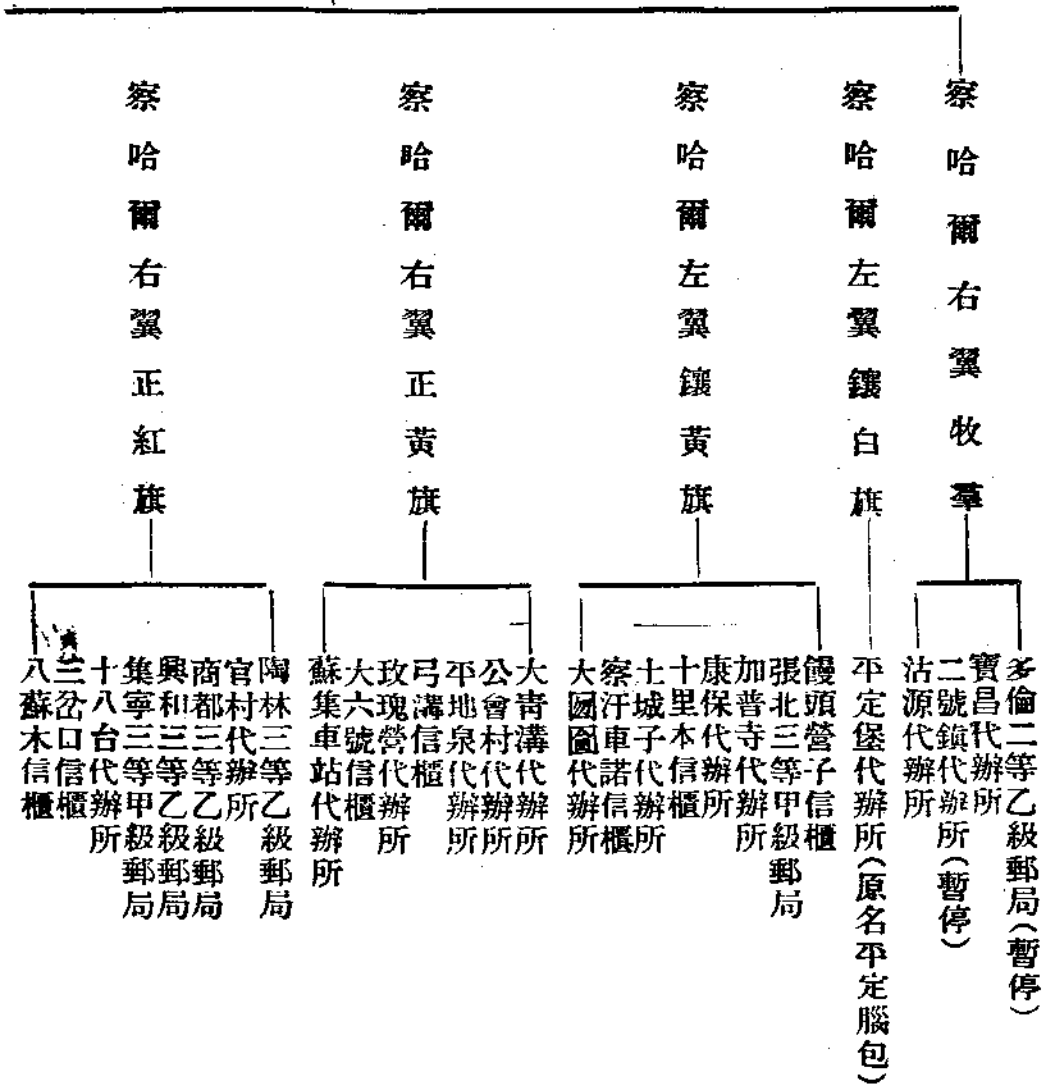 察哈爾右翼牧羣
多倫二等乙級郵局(暫停)
寶昌代辦所
二號鎮代辦所(暫停)
沽源代辦所
察哈爾左翼鑲白旗
平定堡代辦所(原名平定腦包)
察哈爾左翼鑲黃旗
饅頭營子信櫃
張北三等甲級郵局
加普寺代辦所
康保代辦所
十里本信櫃
土城子代辦所
察汗車諾信櫃
大囫圇代辦所
察哈爾右翼正黃旗
大青溝代辦所
公會村代辦所
平地泉代辦所
弓溝信櫃
玫瑰營代辦所
大六號信櫃
蘇集車站代辦所
察哈爾右翼正紅旗
陶林三等乙級郵局
官村代辦所
商都三等乙級郵局
興和三等乙級郵局
集寧三等甲級郵局
十八台代辦所
三岔口信櫃
八蘇木信櫃